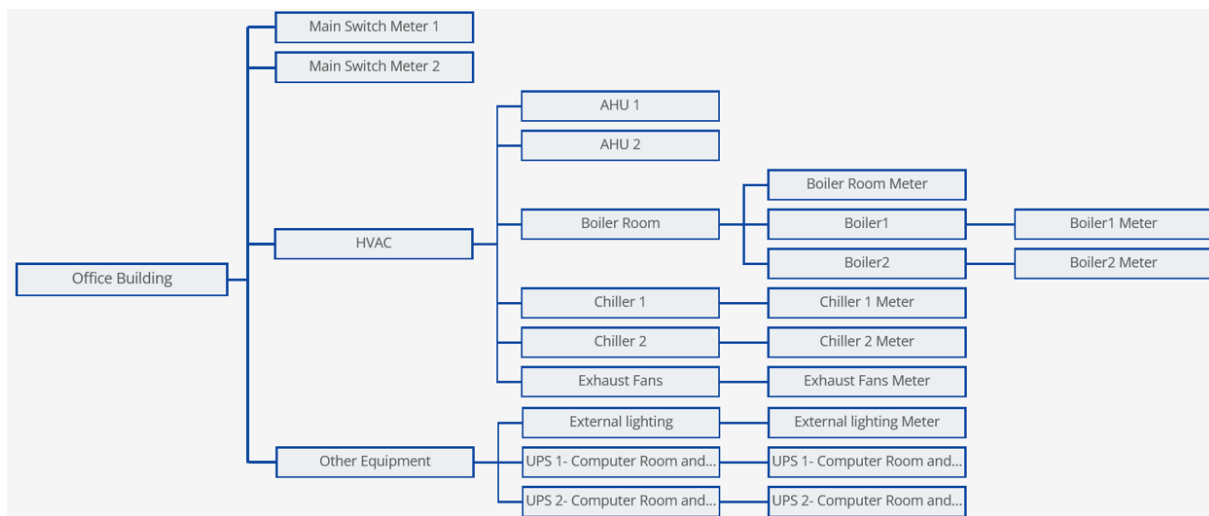 Main Switch Meter 1
Main Switch Meter 2
AHU 1
AHU 2
Boiler Room Meter
Boiler Room
Boiler1
Boiler1 Meter
HVAC
Boiler2
Boiler2 Meter
Office Building
Chiller 1
Chiller 1 Meter
Chiller 2
Chiller 2 Meter
Exhaust Fans
Exhaust Fans Meter
External lighting
External lighting Meter
Other Equipment
UPS 1- Computer Room and...
UPS 1- Computer Room and...
UPS 2- Computer Room and...
UPS 2- Computer Room and...